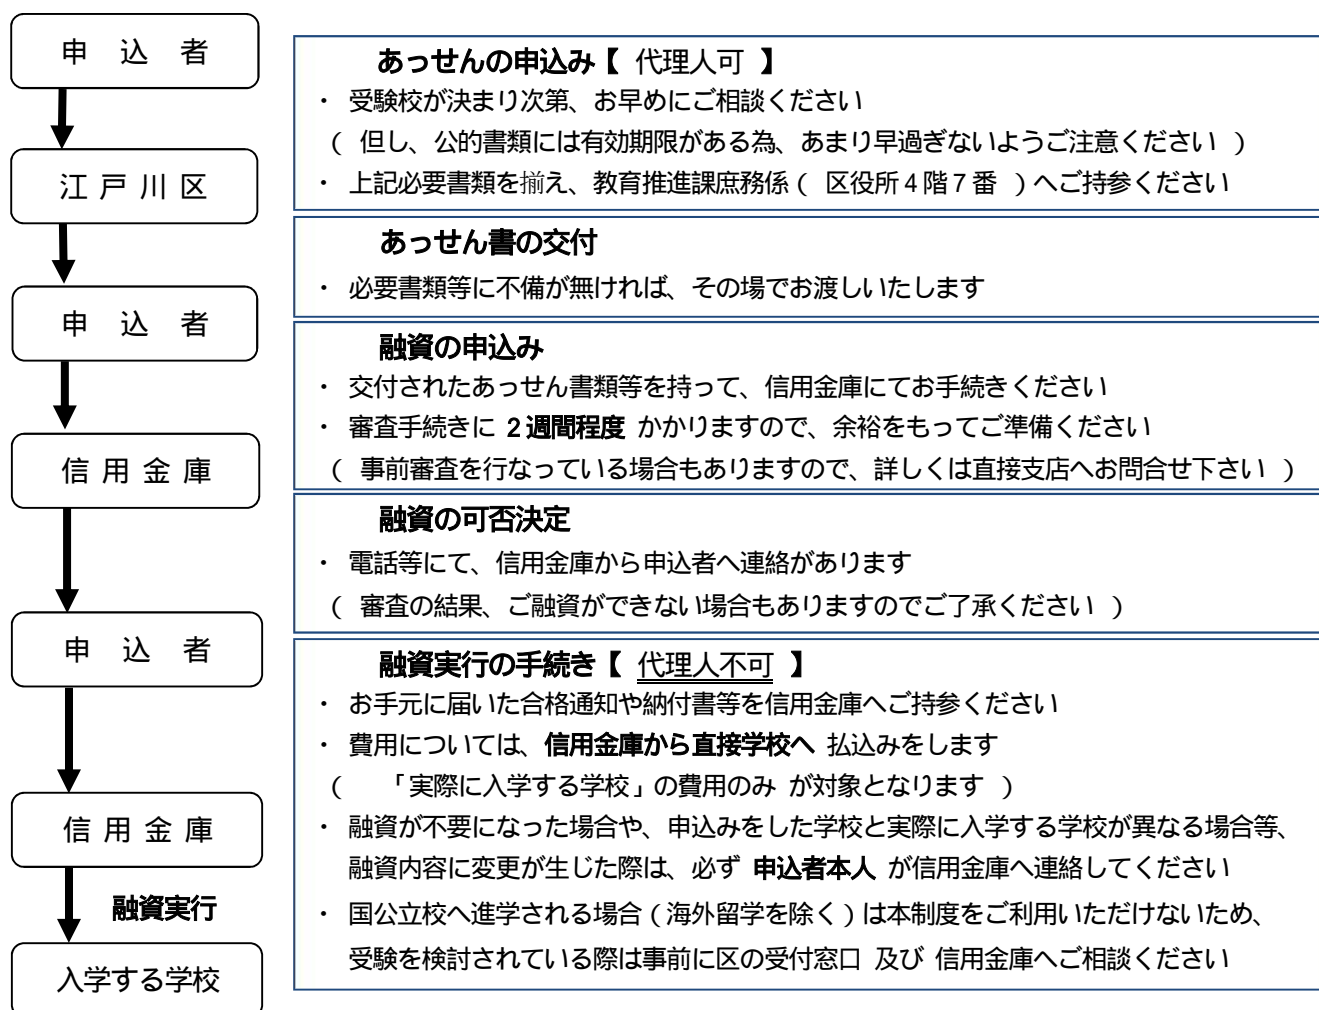 申 込 者
江 戸 川 区
申 込 者
信 用 金 庫
申 込 者
信 用 金 庫
融資実行
入学する学校
あっせんの申込み【 代理人可 】
・ 受験校が決まり次第、お早めにご相談ください
( 但し、公的書類には有効期限がある為、あまり早過ぎないようご注意ください )
・ 上記必要書類を揃え、教育推進課庶務係( 区役所4階7番 )へご持参ください
あっせん書の交付
・ 必要書類等に不備が無ければ、その場でお渡しいたします
融資の申込み
・ 交付されたあっせん書類等を持って、信用金庫にてお手続きください
・ 審査手続きに 2週間程度 かかりますので、余裕をもってご準備ください
( 事前審査を行なっている場合もありますので、詳しくは直接支店へお問合せ下さい )
融資の可否決定
・ 電話等にて、信用金庫から申込者へ連絡があります
( 審査の結果、ご融資ができない場合もありますのでご了承ください )
融資実行の手続き【 代理人不可 】
・ お手元に届いた合格通知や納付書等を信用金庫へご持参ください
・ 費用については、信用金庫から直接学校へ 払込みをします
( 「実際に入学する学校」の費用のみ が対象となります )
・ 融資が不要になった場合や、申込みをした学校と実際に入学する学校が異なる場合等、
融資内容に変更が生じた際は、必ず 申込者本人 が信用金庫へ連絡してください
・ 国公立校へ進学される場合(海外留学を除く)は本制度をご利用いただけないため、
受験を検討されている際は事前に区の受付窓口 及び 信用金庫へご相談ください